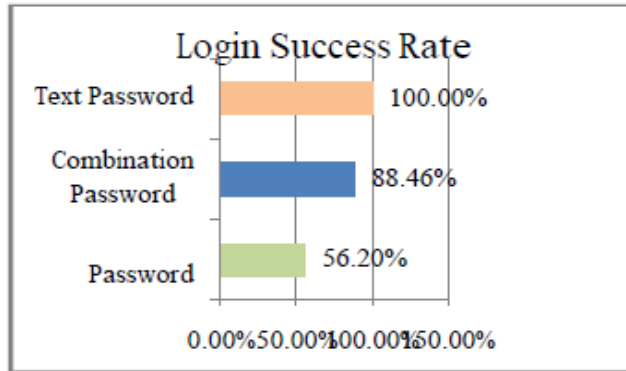 Login Success Rate
Text Password
100.00%
Combination
Password
88.46%
Password
56.20%
0.00% 50.00% 100.00% 150.00%